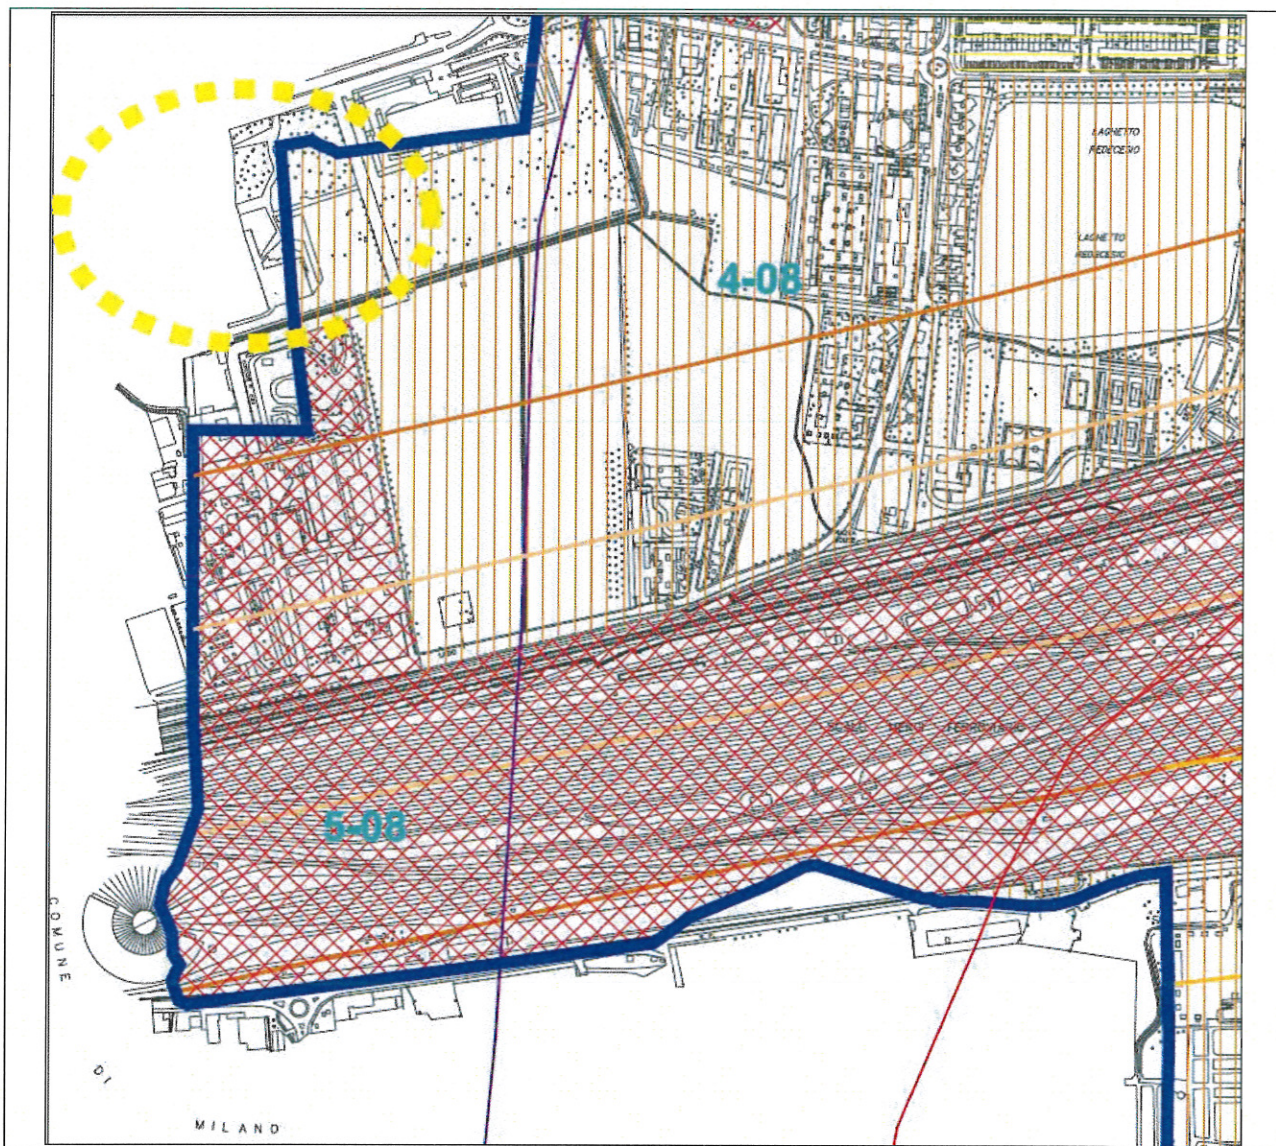 LAGHETTO
REDECESIO
LAGHETTO
REDECESIO
4-08
5-08
COMUNE
DI
MILANO